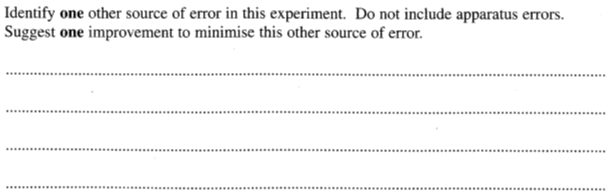 Identify one other source of error in this experiment. Do not include apparatus errors.
Suggest one improvement to minimise this other source of error.